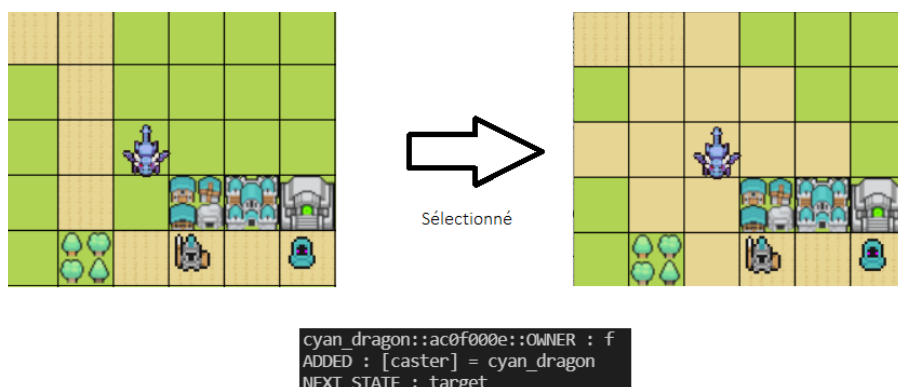 Sélectionné
cyan_dragon::ac0f000e::OWNER : f
ADDED : [caster] = cyan_dragon
NEXT STATE : target